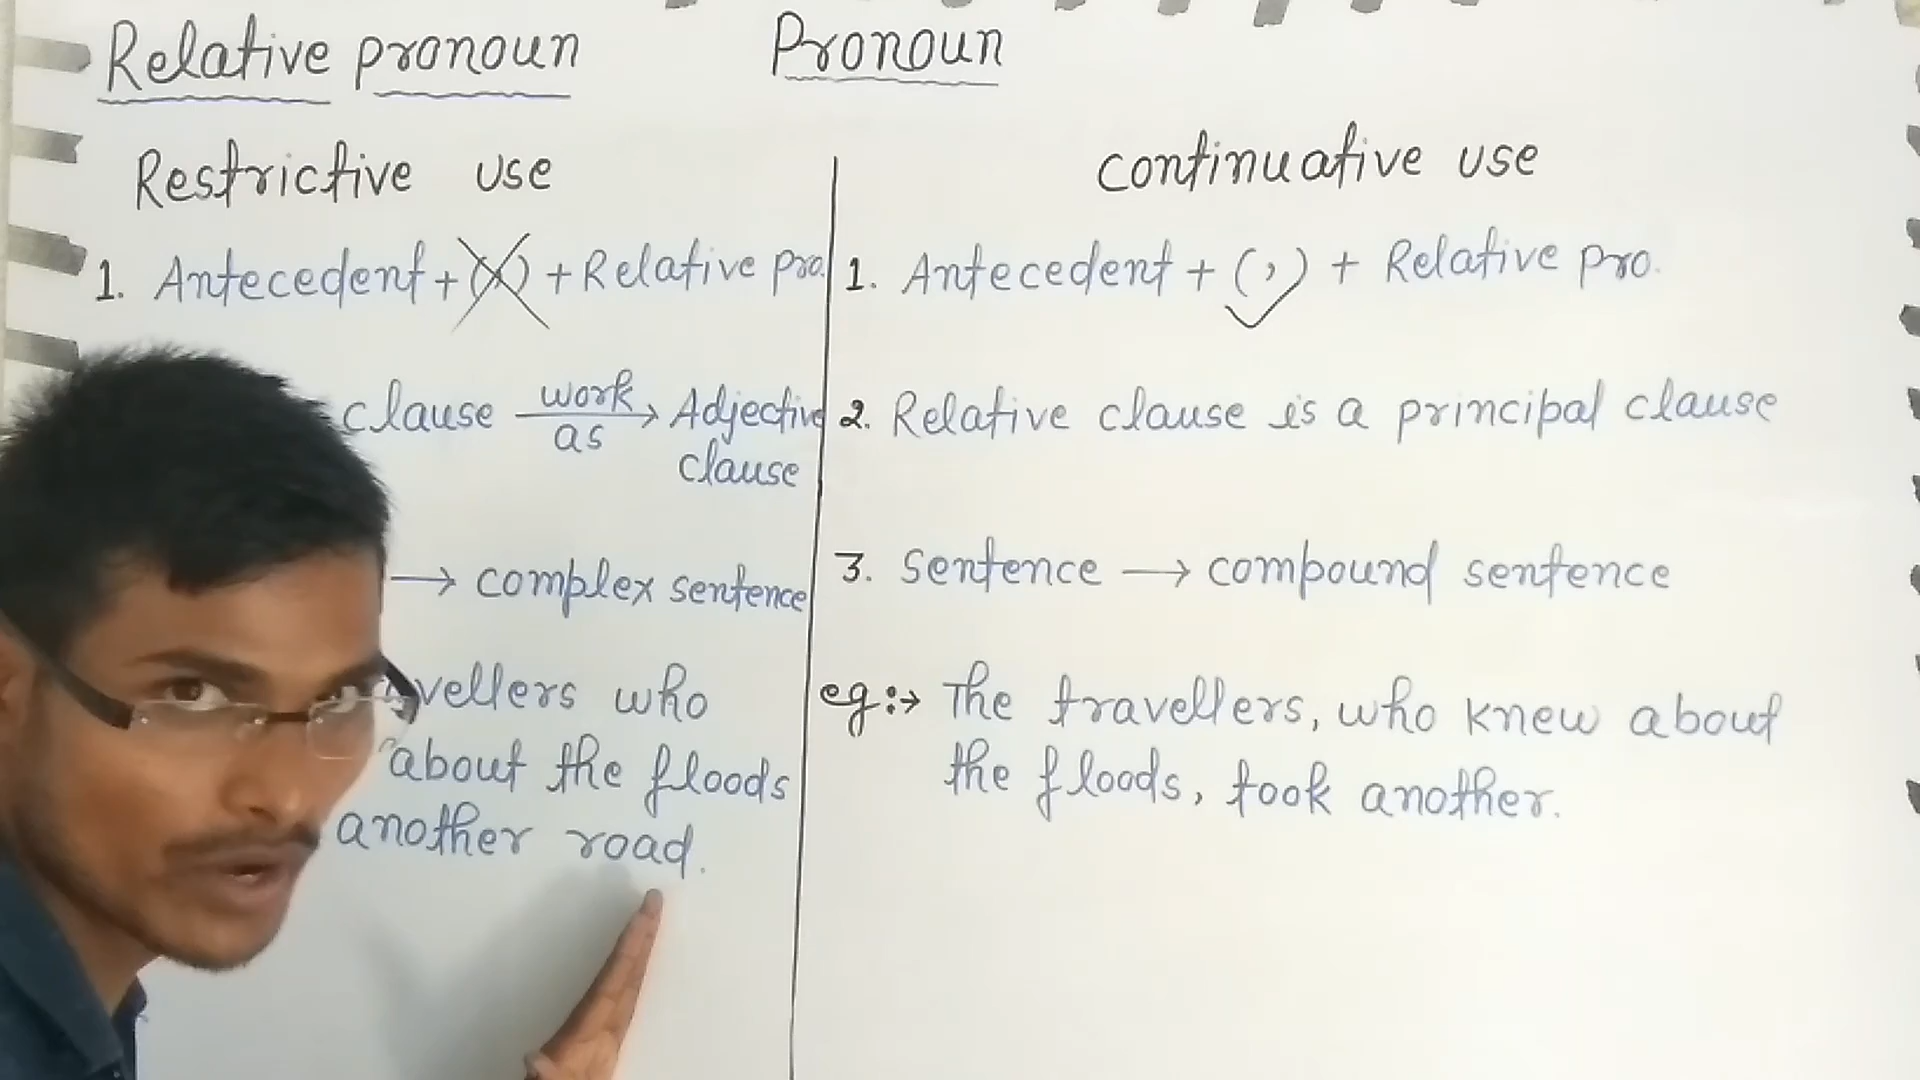 Relative pronoun
Pronoun
Restrictive use
1. Antecedent + (,) + Relative pro.
clause work as → Adjective
clause
→ complex sentence
vellers who
about the floods
another road.
continuative use
1. Antecedent + (,) + Relative pro.
2. Relative clause is a principal clause
3. sentence → compound sentence
eg:→ The travellers, who knew about
the floods, took another.